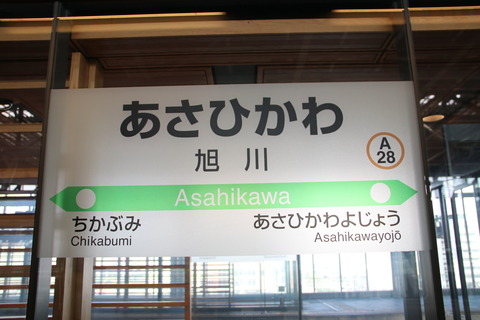 あさひかわ
旭川
A
28
Asahikawa
ちかぶみ
Chikabumi
あさひかわよじょう
Asahikawayojō